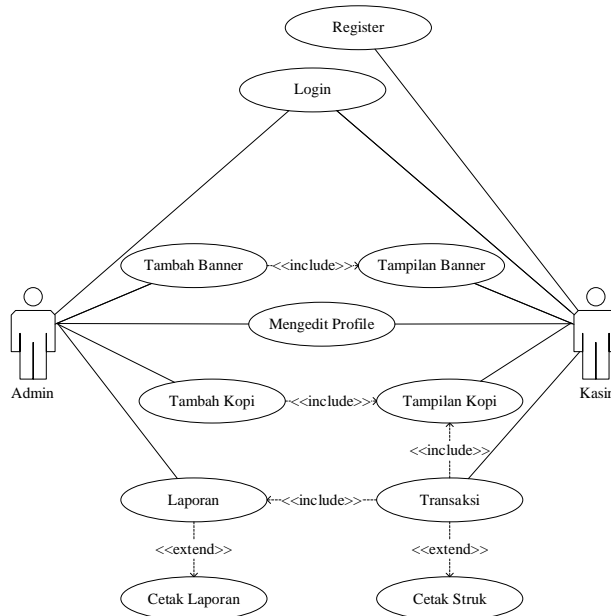 Register
Login
Tambah Banner
<<include>>
Tampilan Banner
Mengedit Profile
Admin
Kasir
Tambah Kopi
<<include>>
Tampilan Kopi
<<include>>
Laporan
<<include>>
Transaksi
<<extend>>
<<extend>>
Cetak Laporan
Cetak Struk